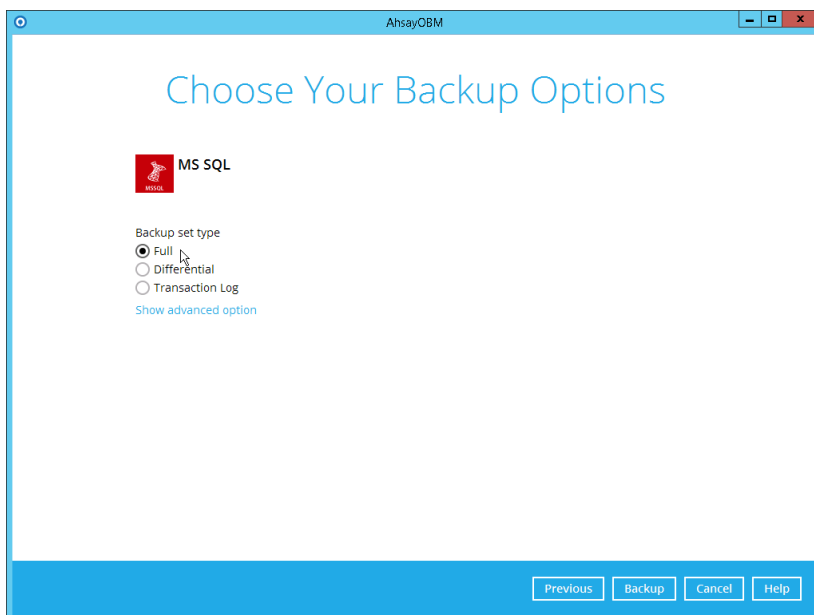 AhsayOBM
Choose Your Backup Options
MS SQL
MSSQL
Backup set type
Full
Differential
Transaction Log
Show advanced option
Previous Backup Cancel Help